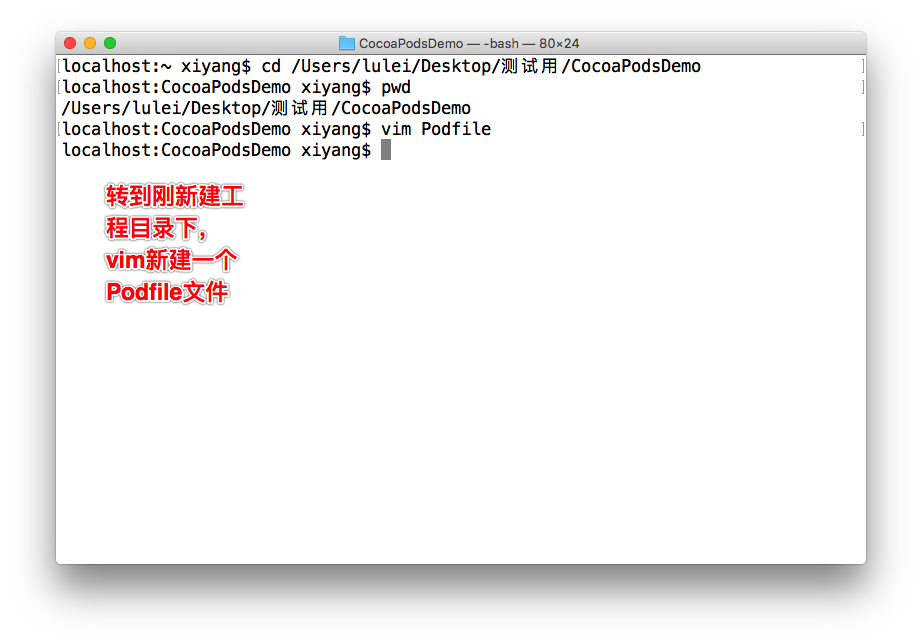 CocoaPodsDemo — -bash — 80×24
localhost:~ xiyang$ cd /Users/lulei/Desktop/测试用/CocoaPodsDemo
localhost:CocoaPodsDemo xiyang$ pwd
/Users/lulei/Desktop/测试用/CocoaPodsDemo
localhost:CocoaPodsDemo xiyang$ vim Podfile
localhost:CocoaPodsDemo xiyang$
转到刚新建工
程目录下,
vim新建一个
Podfile文件